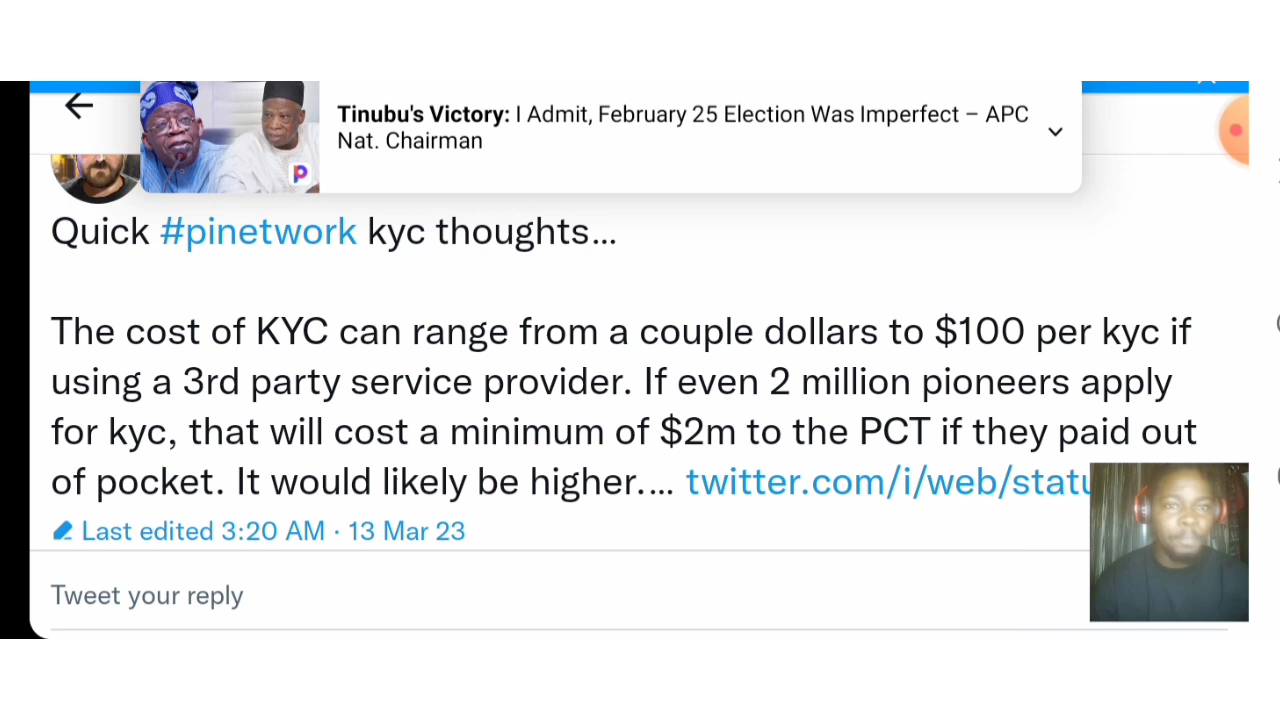 Tinubu's Victory: I Admit, February 25 Election Was Imperfect – APC
Nat. Chairman
Quick #pinetwork kyc thoughts...
The cost of KYC can range from a couple dollars to $100 per kyc if
using a 3rd party service provider. If even 2 million pioneers apply
for kyc, that will cost a minimum of $2m to the PCT if they paid out
of pocket. It would likely be higher.... twitter.com/i/web/statu
Last edited 3:20 AM · 13 Mar 23
Tweet your reply